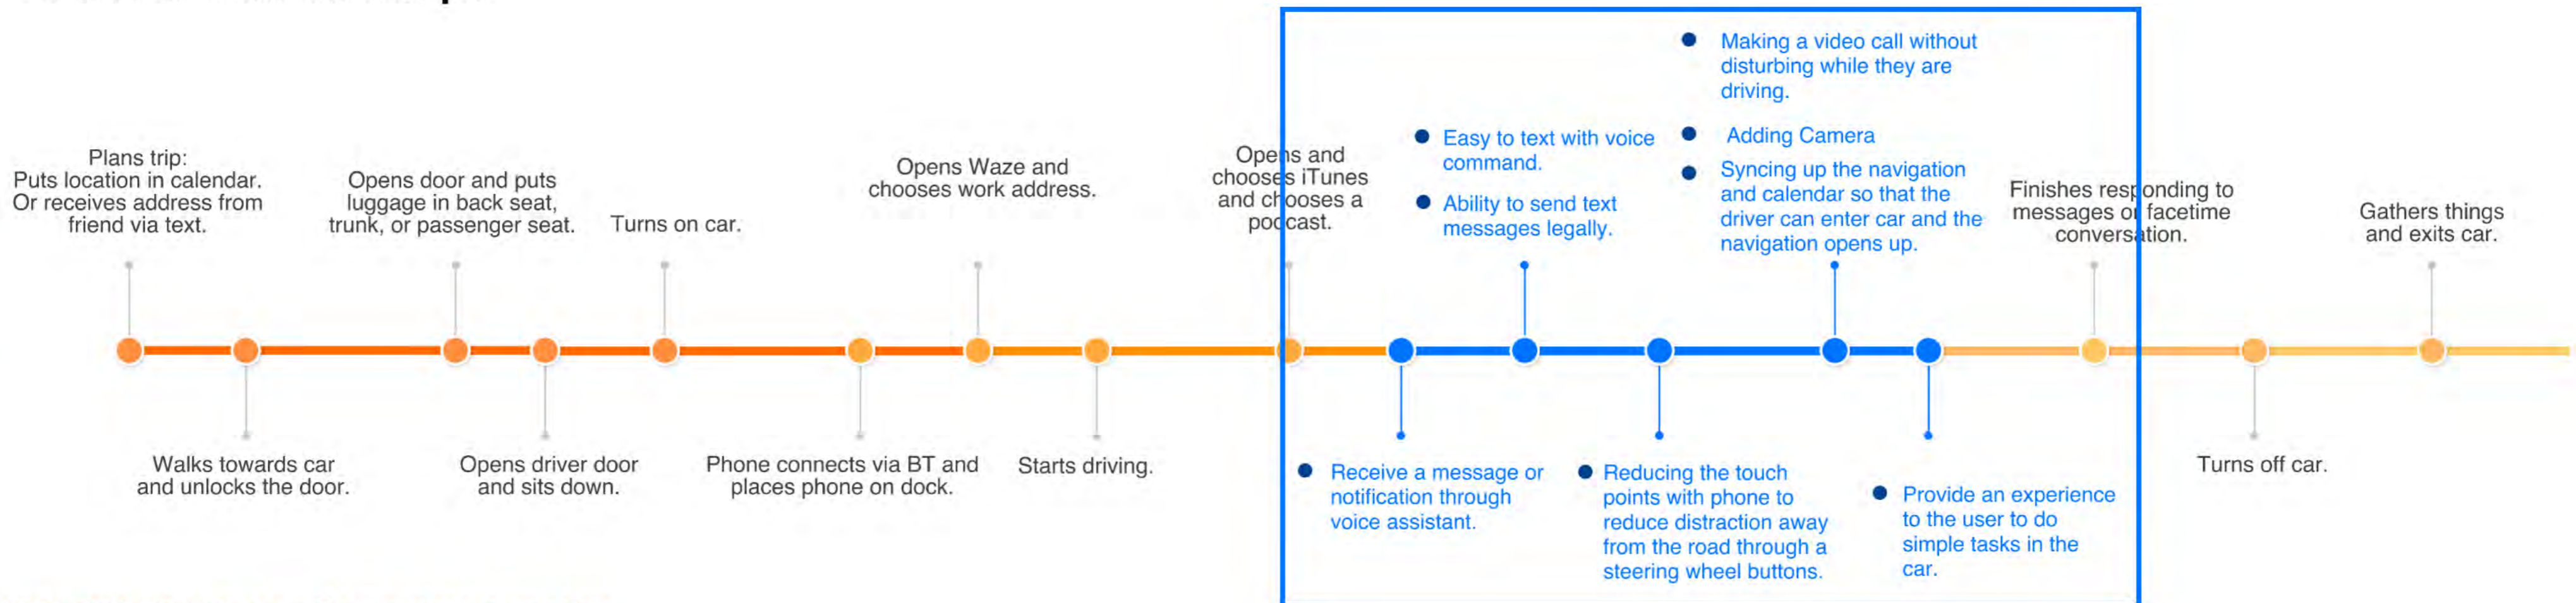 Plans trip:
Puts location in calendar.
Or receives address from
friend via text.
Walks towards car
and unlocks the door.
Opens door and puts
luggage in back seat,
trunk, or passenger seat.
Opens driver door
and sits down.
Turns on car.
Phone connects via BT and
places phone on dock.
Opens Waze and
chooses work address.
Starts driving.
Opens and
chooses iTunes
and chooses a
podcast.
Receive a message or
notification through
voice assistant.
Easy to text with voice
command.
Ability to send text
messages legally.
Reducing the touch
points with phone to
reduce distraction away
from the road through a
steering wheel buttons.
Making a video call without
disturbing while they are
driving.
Adding Camera
Syncing up the navigation
and calendar so that the
driver can enter car and the
navigation opens up.
Provide an experience
to the user to do
simple tasks in the
car.
Finishes responding to
messages or facetime
conversation.
Turns off car.
Gathers things
and exits car.